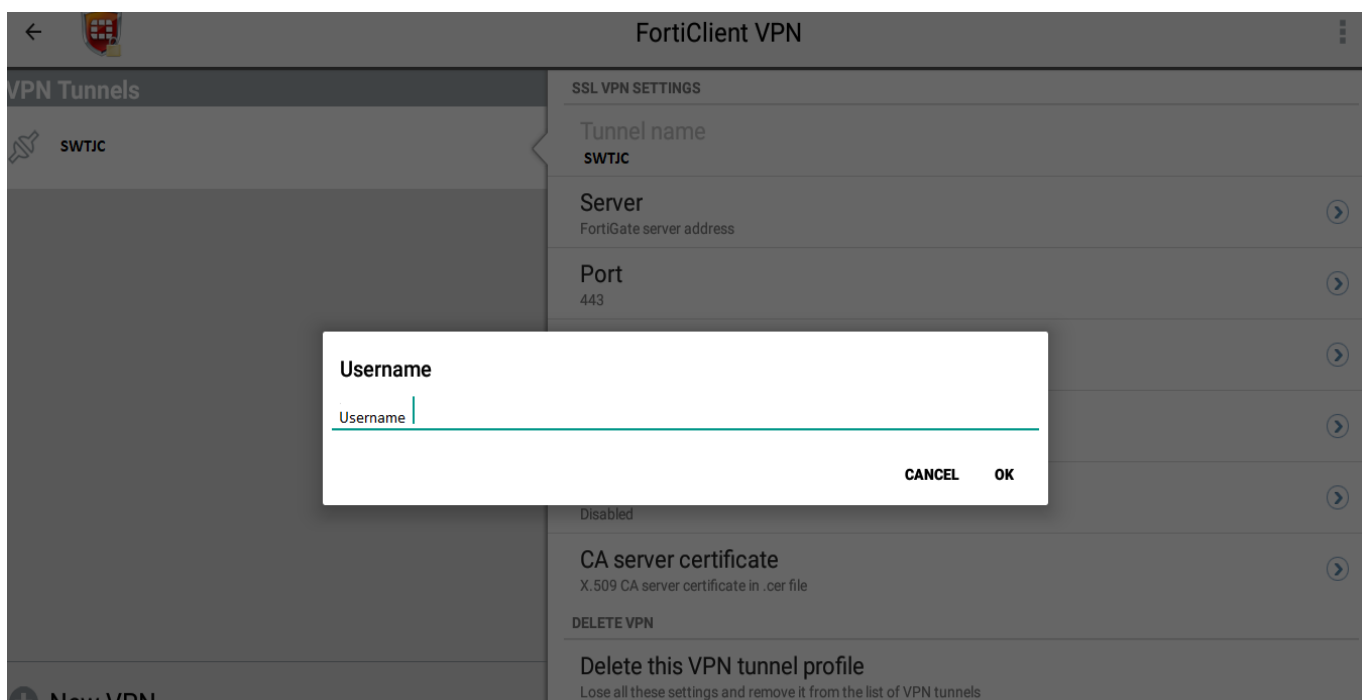 FortiClient VPN
VPN Tunnels
SWTJC
New VPN
SSL VPN SETTINGS
Tunnel name
SWTJC
Server
FortiGate server address
Port
443
Username
Username
CANCEL
OK
Disabled
CA server certificate
X.509 CA server certificate in .cer file
DELETE VPN
Delete this VPN tunnel profile
Lose all these settings and remove it from the list of VPN tunnels